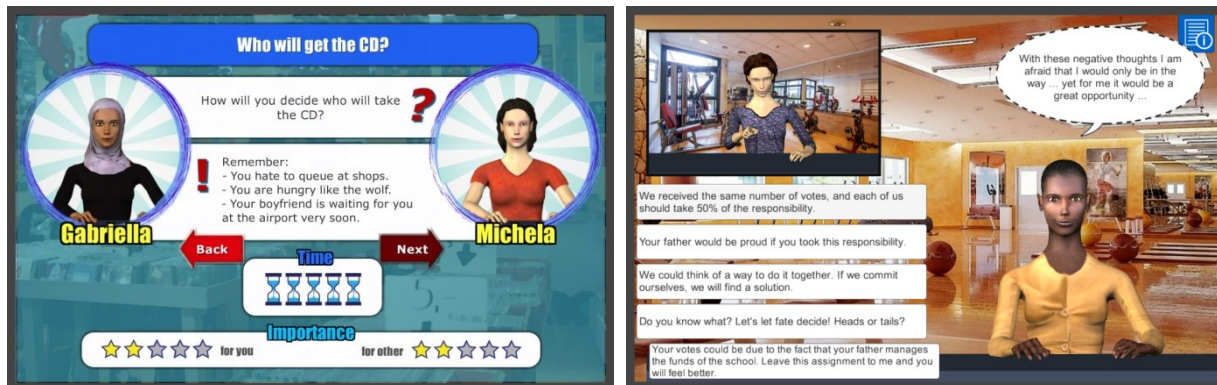 Who will get the CD?
How will you decide who will take
the CD?
?
!
Remember:
- You hate to queue at shops.
- You are hungry like the wolf.
- Your boyfriend is waiting for you
at the airport very soon.
Gabriella
Michela
Back
Next
Time
Importance
for you
for other
With these negative thoughts I am
afraid that I would only be in the
way ... yet for me it would be a
great opportunity ...
We received the same number of votes, and each of us
should take 50% of the responsibility.
Your father would be proud if you took this responsibility.
We could think of a way to do it together. If we commit
ourselves, we will find a solution.
Do you know what? Let's let fate decide! Heads or tails?
Your votes could be due to the fact that your father manages
the funds of the school. Leave this assignment to me and you
will feel better.